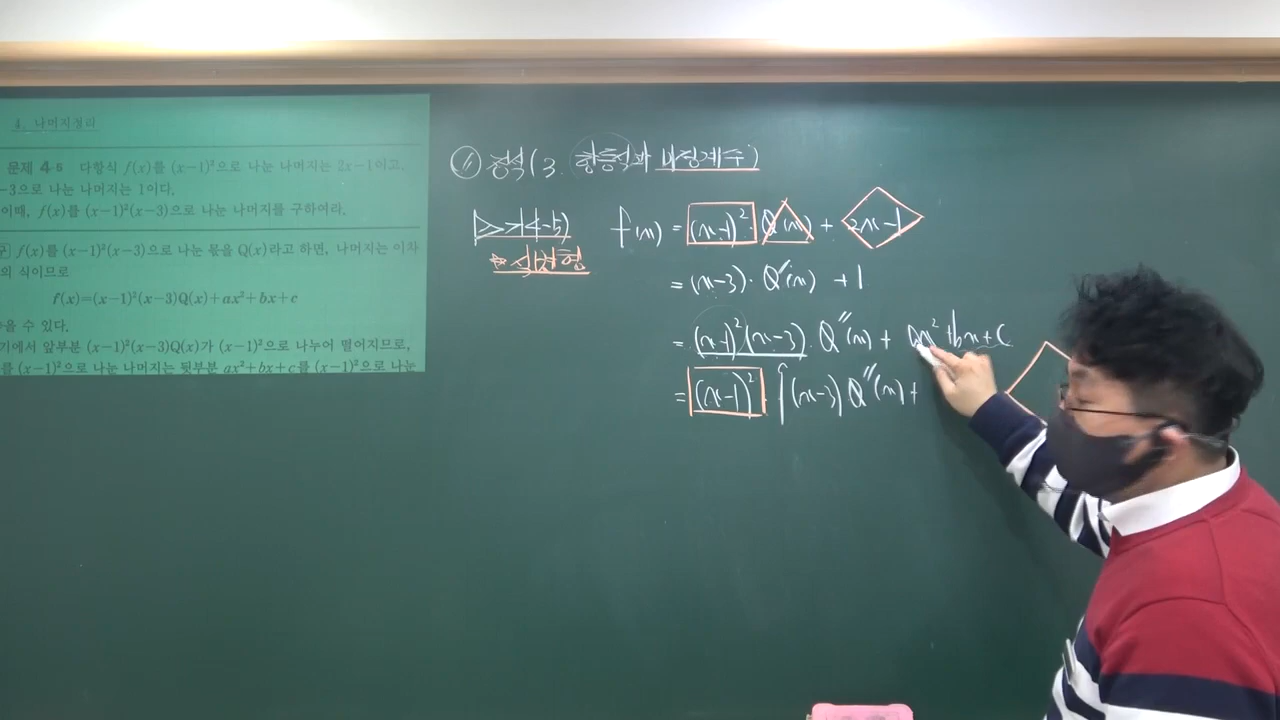 4. 나머지정리
문제 4-5 다항식 f(x)를 (x-1)²으로 나눈 나머지는 2x-1이고,
-3으로 나눈 나머지는 1이다.
이때, f(x)를 (x-1)²(x-3)으로 나눈 나머지를 구하여라.
f(x)를 (x-1)²(x-3)으로 나눈 몫을 Q(x)라고 하면, 나머지는 이차
의 식이므로
f(x)=(x-1)²(x-3)Q(x)+ax²+bx+c
을 수 있다.
기에서 앞부분 (x-1)²(x-3)Q(x)가 (x-1)²으로 나누어 떨어지므로,
를 (x-1)²으로 나눈 나머지는 뒷부분 ax²+bx+c를 (x-1)²으로 나눈
정석(3. 항등식과 미정계수)
4-5)
f(x) = (x-1)²·Q(x) + 2x-1
= (x-3)·Q'(x) + 1
= (x-1)²(x-3)·Q''(x) + ax²+bx+c
= (x-1)² {(x-3)Q''(x)+